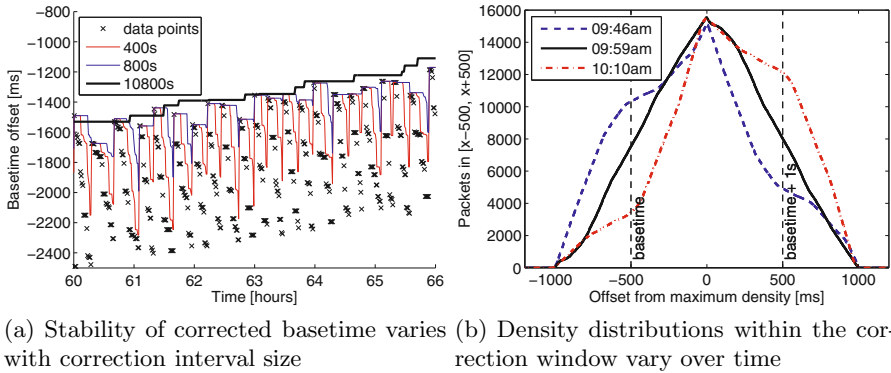 −800
−1000
−1200
−1400
−1600
−1800
−2000
−2200
−2400
Basetime offset [ms]
data points
400s
800s
10800s
60 61 62 63 64 65 66
Time [hours]
16000
14000
12000
10000
8000
6000
4000
2000
0
Packets in [x−500, x+500]
09:46am
09:59am
10:10am
basetime
basetime + 1s
−1000 −500 0 500 1000
Offset from maximum density [ms]
(a) Stability of corrected basetime varies
with correction interval size
(b) Density distributions within the cor-
rection window vary over time